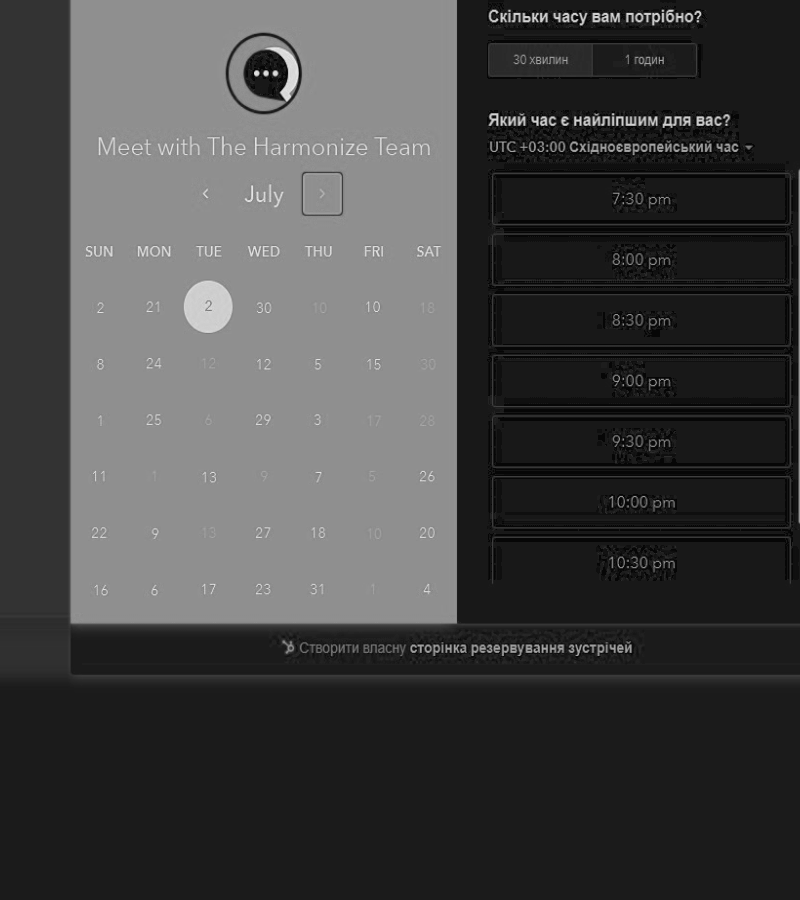 Meet with The Harmonize Team
July
SUN MON TUE WED THU FRI SAT
2 21 2 30 10 10 18
8 24 12 12 5 15 30
1 25 6 29 3 17 28
11 1 13 9 7 5 26
22 9 13 27 18 10 20
16 6 17 23 31 1 4
Скільки часу вам потрібно?
30 хвилин 1 годин
Який час є найліпшим для вас?
UTC +03:00 Східноєвропейський час
7:30 pm
8:00 pm
8:30 pm
9:00 pm
9:30 pm
10:00 pm
10:30 pm
Створити власну сторінка резервування зустрічей